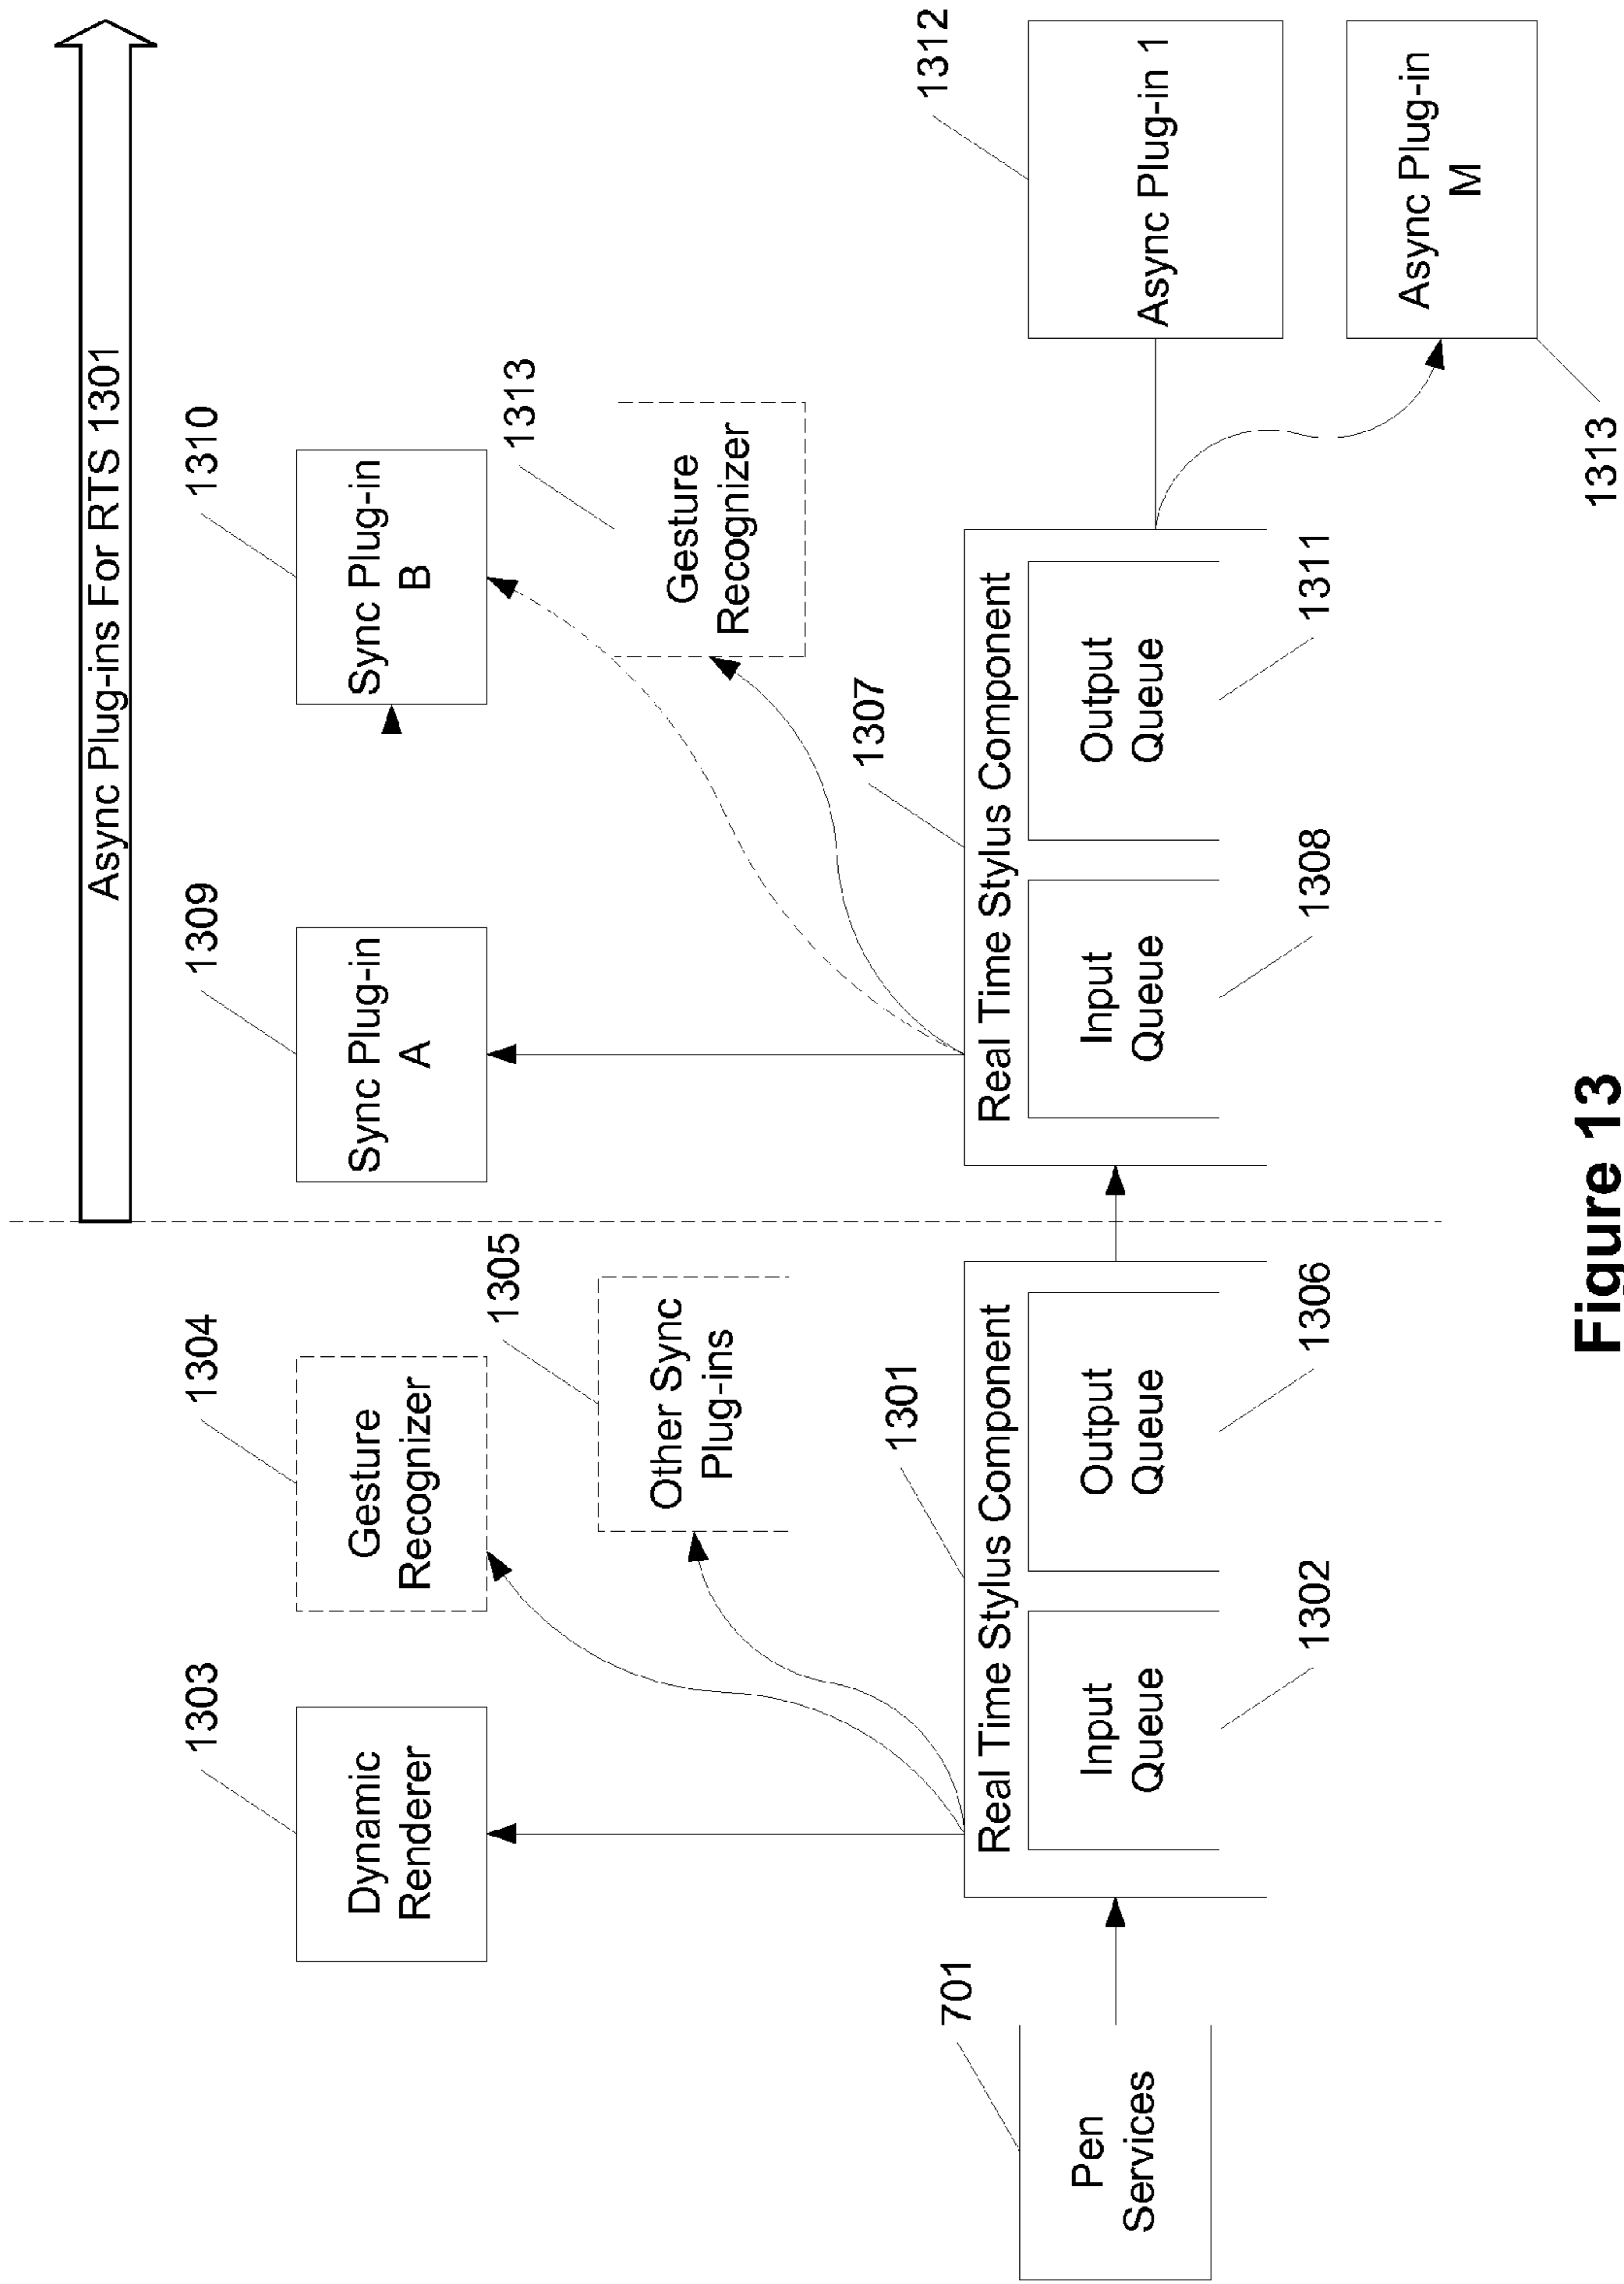 Async Plug-ins For RTS 1301
1303
Dynamic
Renderer
1304
Gesture
Recognizer
1305
Other Sync
Plug-ins
1309
Sync Plug-in
A
1310
Sync Plug-in
B
1313
Gesture
Recognizer
701
Pen
Services
1301
Real Time Stylus Component
Input
Queue
Output
Queue
1302
1306
1307
Real Time Stylus Component
Input
Queue
Output
Queue
1308
1311
1312
Async Plug-in 1
Async Plug-in
M
1313
Figure 13